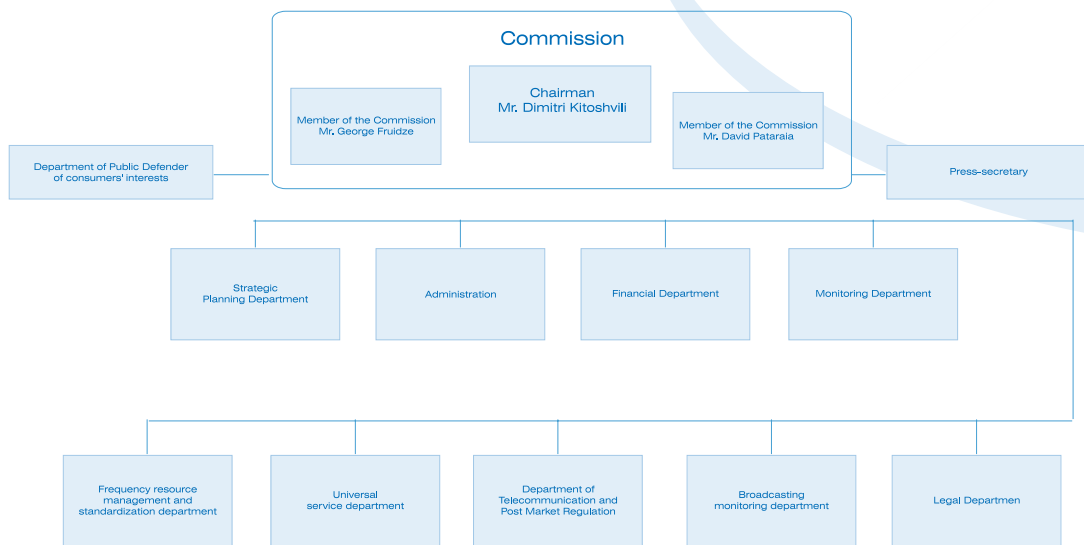 Commission
Chairman
Mr. Dimitri Kitoshvili
Member of the Commission
Mr. George Fruidze
Member of the Commission
Mr. David Pataraia
Department of Public Defender
of consumers' interests
Press-secretary
Strategic
Planning Department
Administration
Financial Department
Monitoring Department
Frequency resource
management and
standardization department
Universal
service department
Department of
Telecommunication and
Post Market Regulation
Broadcasting
monitoring department
Legal Departmen